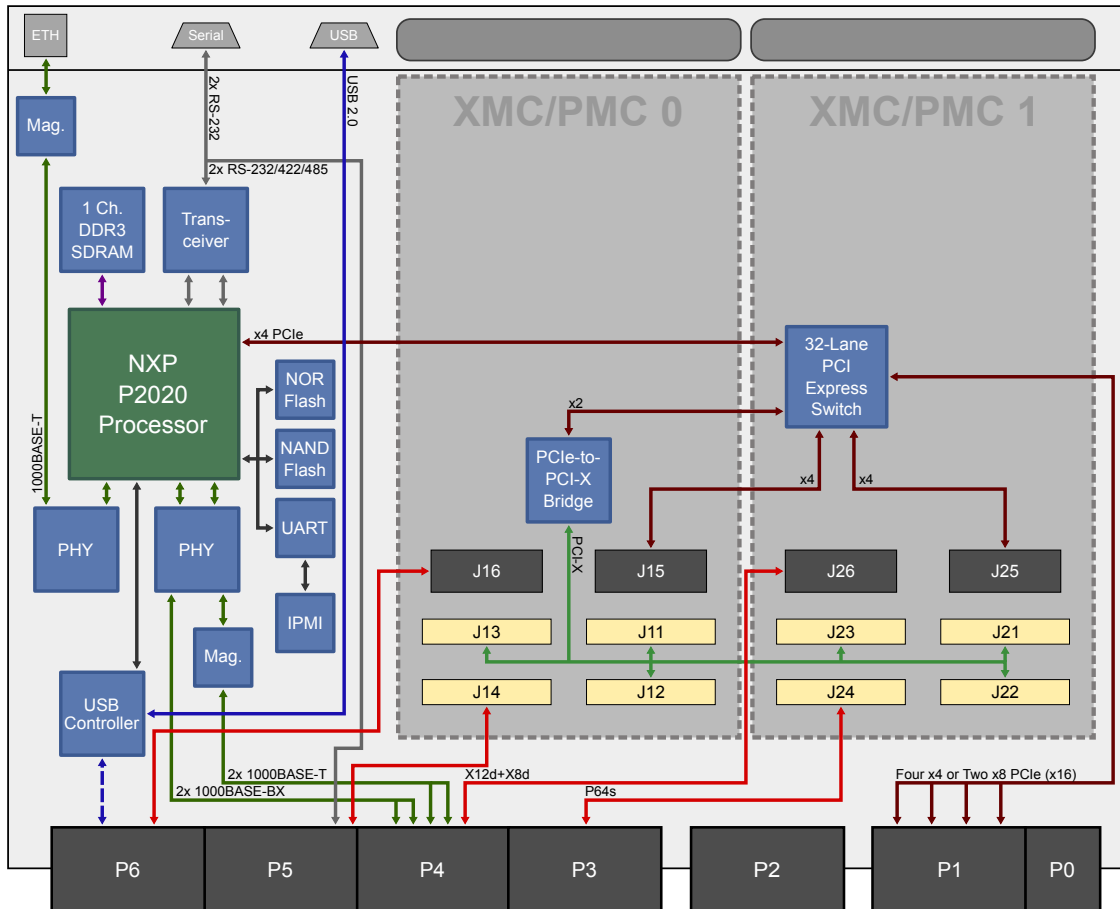 ETH
Serial
USB
2x RS-232
USB 2.0
XMC/PMC 0
XMC/PMC 1
Mag.
2x RS-232/422/485
1 Ch.
DDR3
SDRAM
Trans-
ceiver
x4 PCIe
NXP
P2020
Processor
32-Lane
PCI
Express
Switch
NOR
Flash
x2
1000BASE-T
NAND
Flash
PCIe-to-
PCI-X
Bridge
x4
x4
UART
PHY
PHY
PCI-X
J16
J15
J26
J25
IPMI
J13
J11
J23
J21
Mag.
J14
J12
J24
J22
USB
Controller
2x 1000BASE-T
X12d+X8d
Four x4 or Two x8 PCIe (x16)
2x 1000BASE-BX
P64s
P6
P5
P4
P3
P2
P1
P0